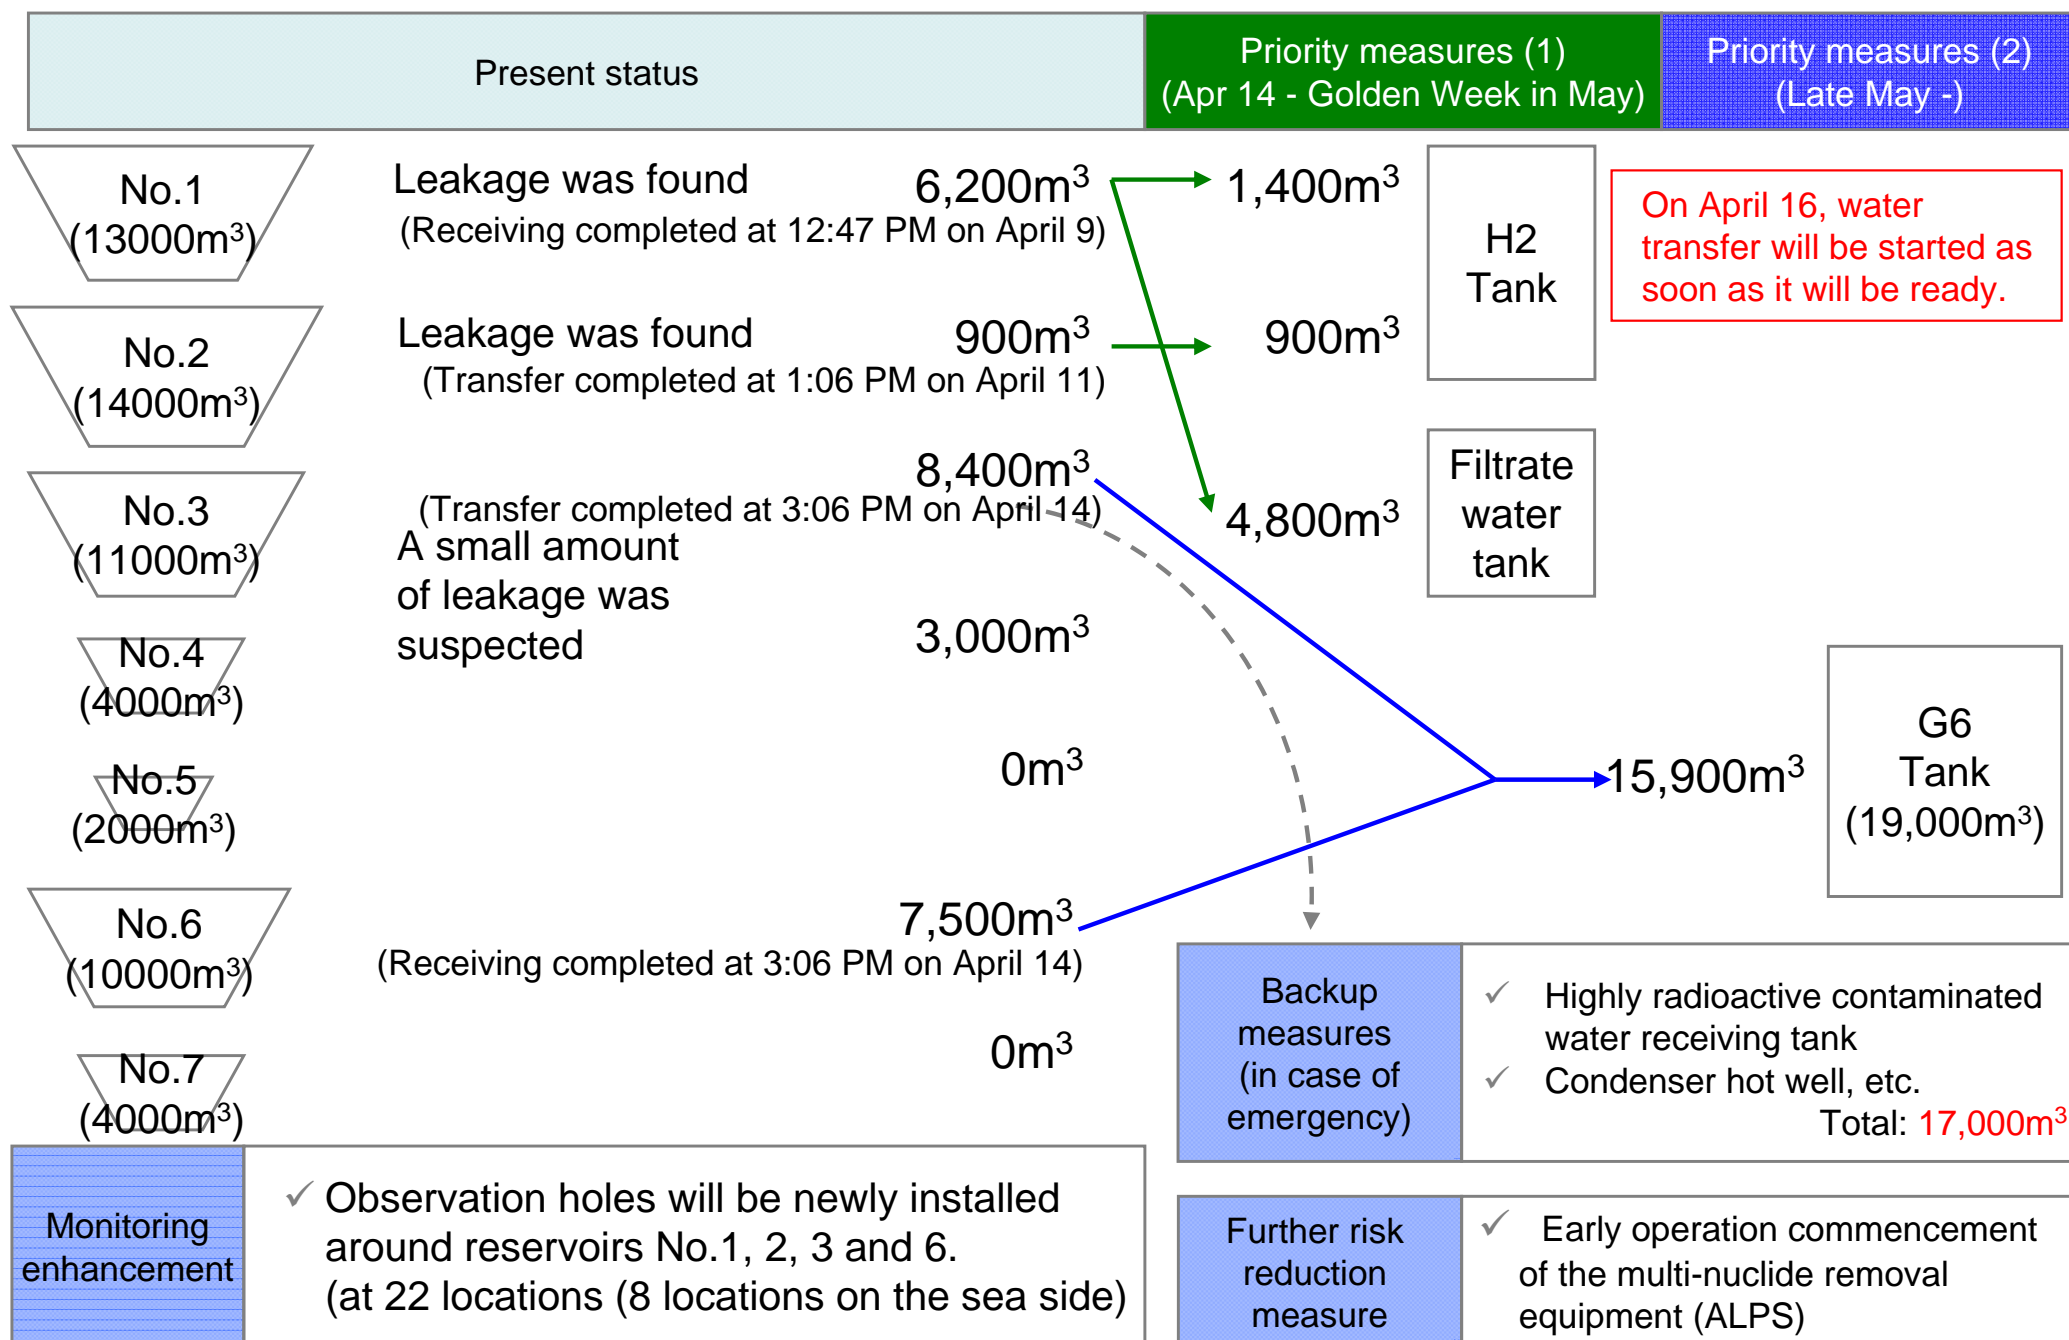 Present status
Priority measures (1)
(Apr 14 - Golden Week in May)
Priority measures (2)
(Late May -)
No.1
(13000m³)
Leakage was found
6,200m³
(Receiving completed at 12:47 PM on April 9)
1,400m³
H2
Tank
On April 16, water
transfer will be started as
soon as it will be ready.
No.2
(14000m³)
Leakage was found
900m³
(Transfer completed at 1:06 PM on April 11)
900m³
No.3
(11000m³)
8,400m³
(Transfer completed at 3:06 PM on April 14)
A small amount
of leakage was
suspected
4,800m³
Filtrate
water
tank
No.4
(4000m³)
3,000m³
No.5
(2000m³)
0m³
15,900m³
G6
Tank
(19,000m³)
No.6
(10000m³)
7,500m³
(Receiving completed at 3:06 PM on April 14)
No.7
(4000m³)
0m³
Backup
measures
(in case of
emergency)
✓ Highly radioactive contaminated
water receiving tank
✓ Condenser hot well, etc.
Total: 17,000m³
Monitoring
enhancement
✓ Observation holes will be newly installed
around reservoirs No.1, 2, 3 and 6.
(at 22 locations (8 locations on the sea side)
Further risk
reduction
measure
✓ Early operation commencement
of the multi-nuclide removal
equipment (ALPS)